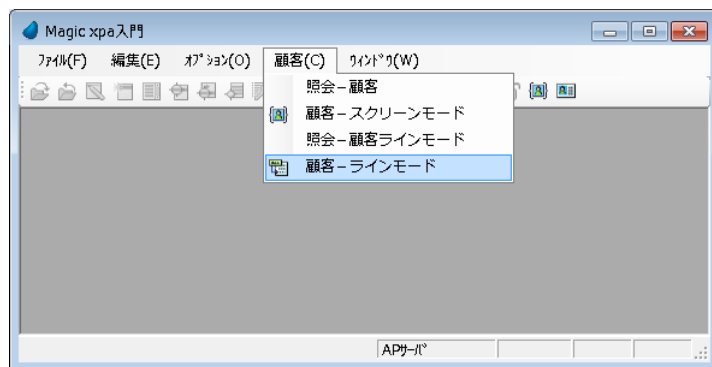 Magic xpa入門
ファイル(F) 編集(E) オプション(O) 顧客(C) ウィンドウ(W)
照会－顧客
顧客－スクリーンモード
照会－顧客ラインモード
顧客－ラインモード
APサーバ